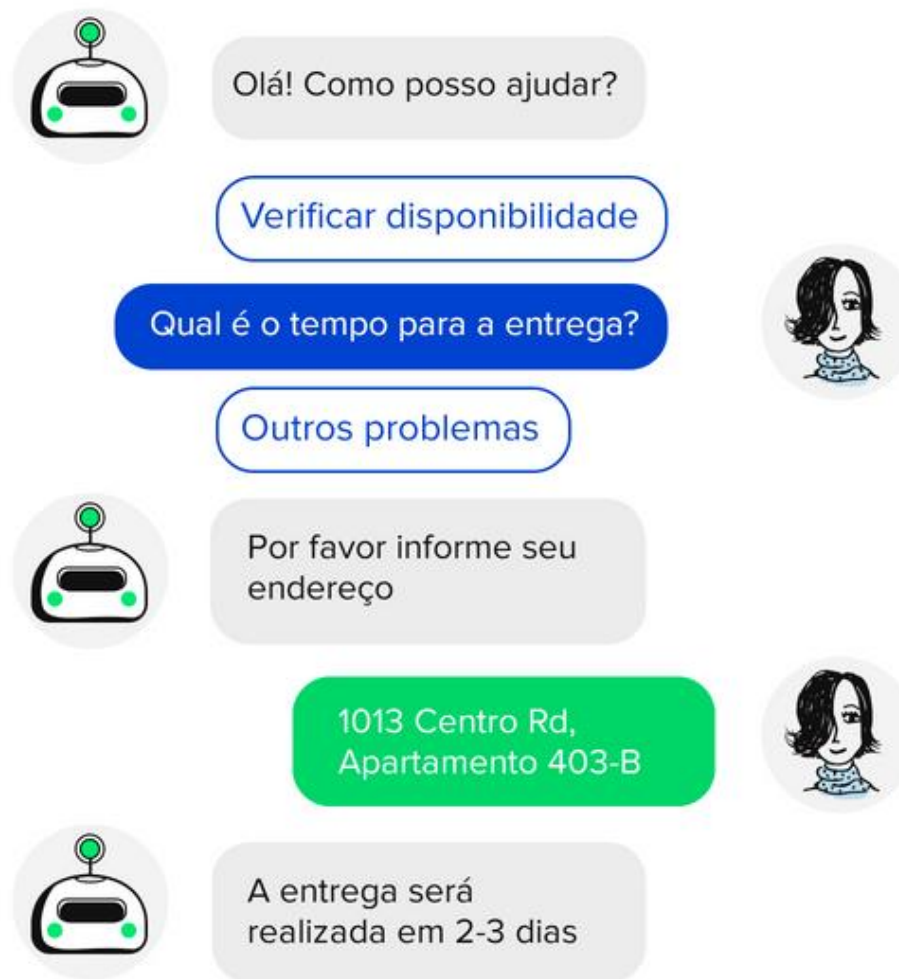 Olá! Como posso ajudar?
Verificar disponibilidade
Qual é o tempo para a entrega?
Outros problemas
Por favor informe seu
endereço
1013 Centro Rd,
Apartamento 403-B
A entrega será
realizada em 2-3 dias